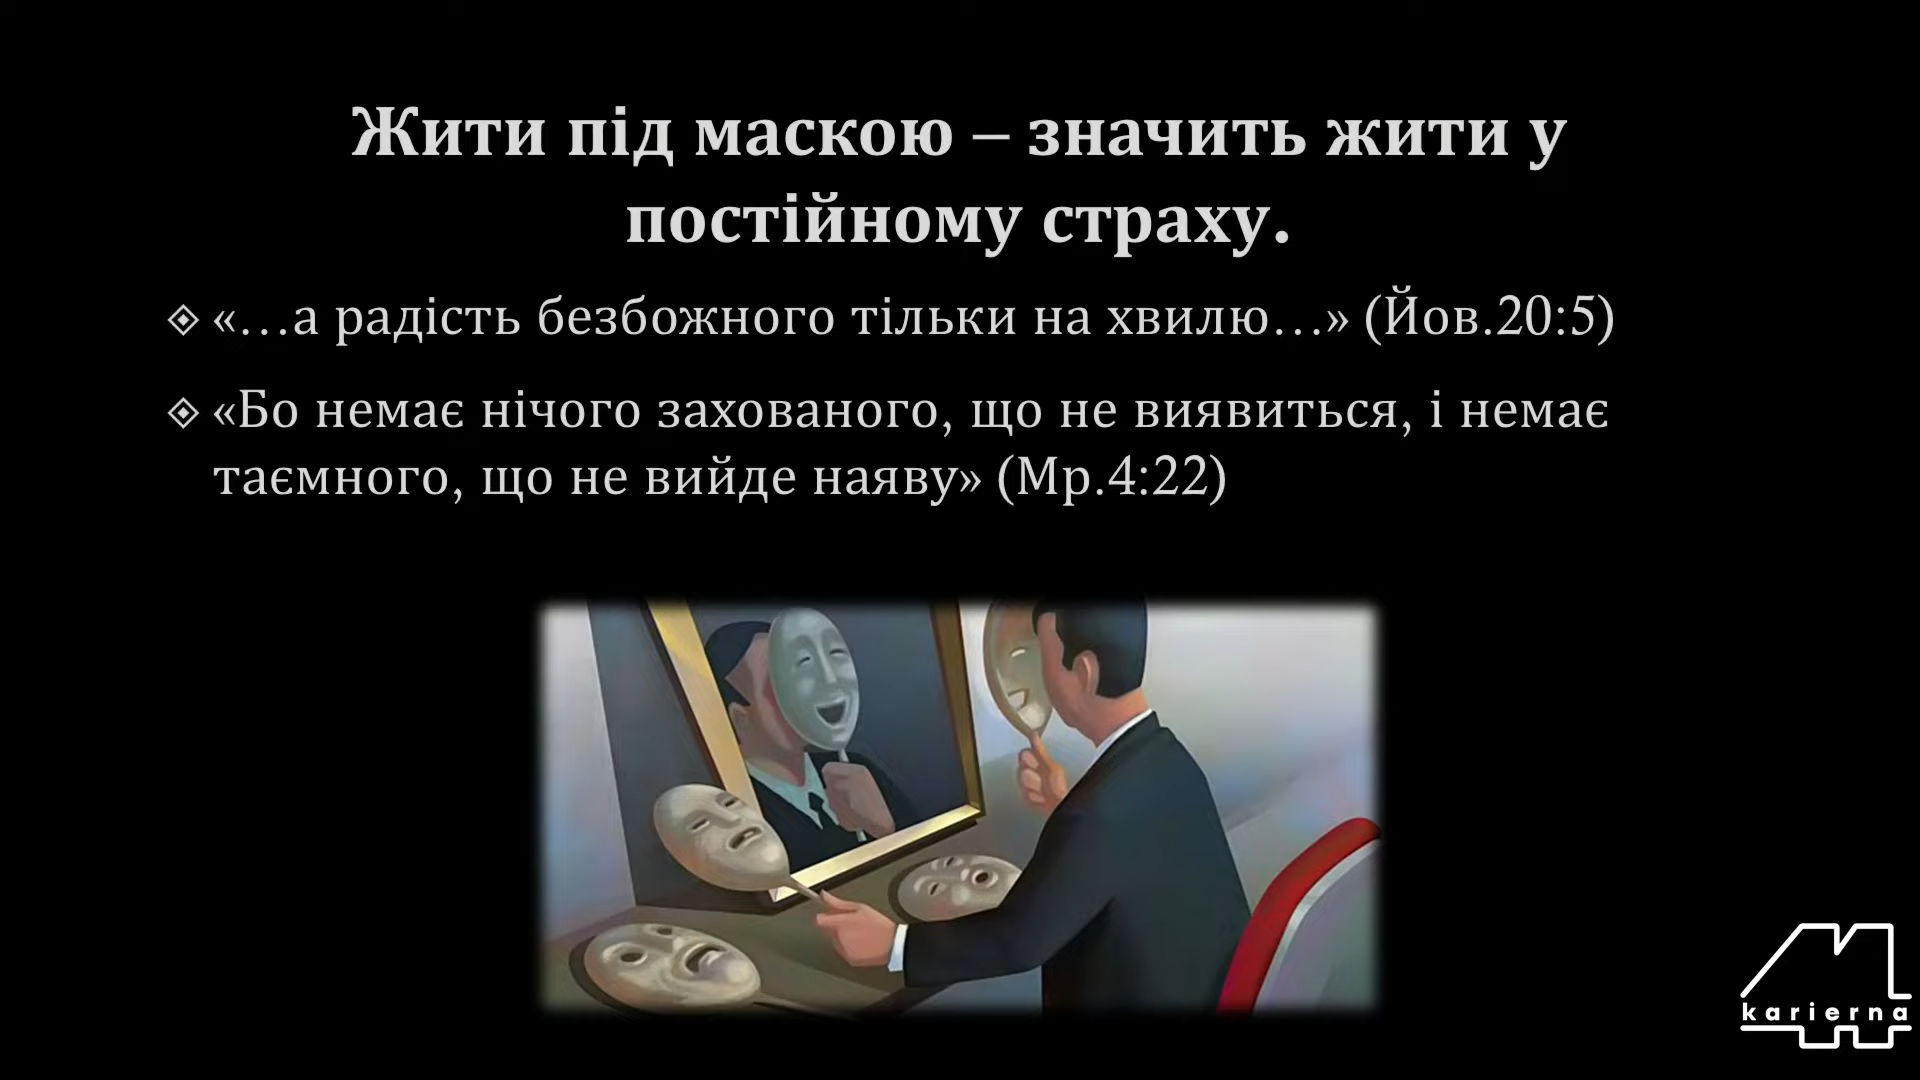 Жити під маскою – значить жити у
постійному страху.
«…а радість безбожного тільки на хвилю…» (Йов.20:5)
«Бо немає нічого захованого, що не виявиться, і немає
таємного, що не вийде наяву» (Мр.4:22)
karierna